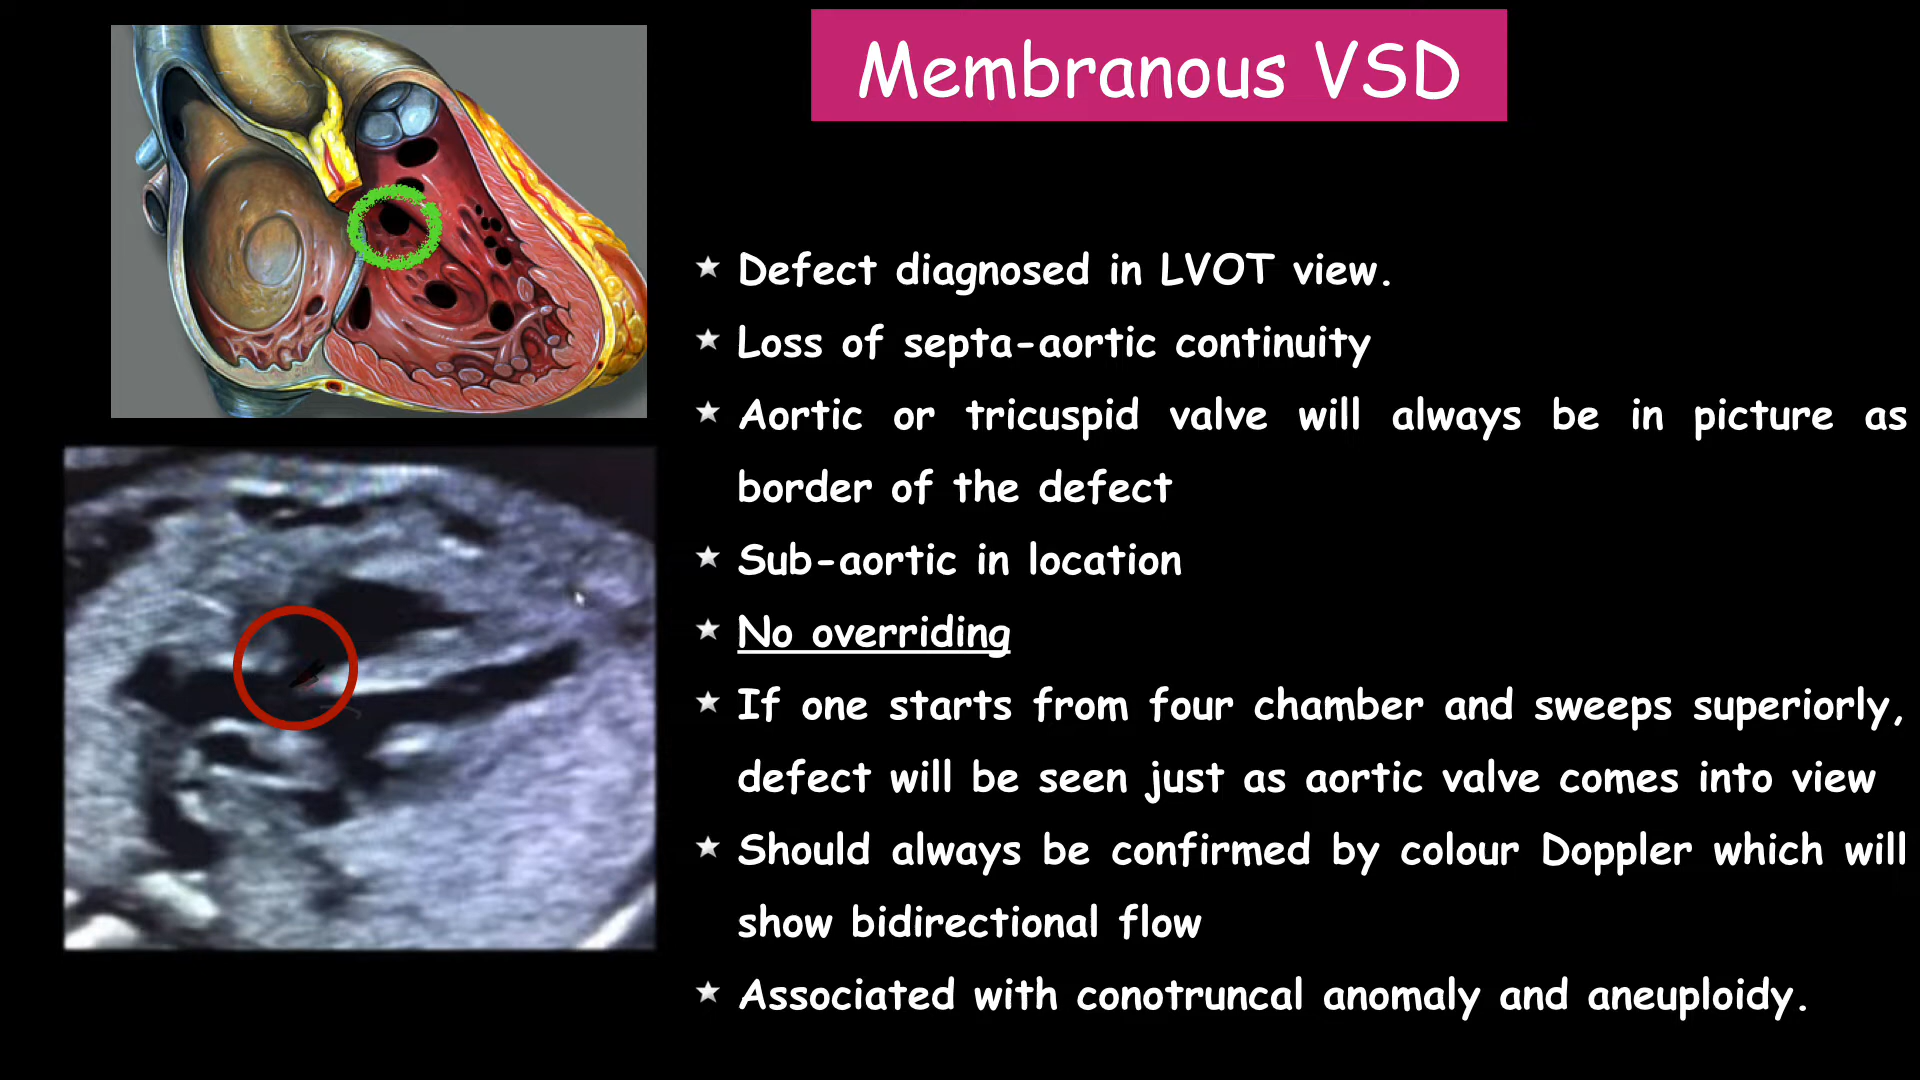 Membranous VSD
★ Defect diagnosed in LVOT view.
★ Loss of septa-aortic continuity
★ Aortic or tricuspid valve will always be in picture as
border of the defect
★ Sub-aortic in location
★ No overriding
★ If one starts from four chamber and sweeps superiorly,
defect will be seen just as aortic valve comes into view
★ Should always be confirmed by colour Doppler which will
show bidirectional flow
★ Associated with conotruncal anomaly and aneuploidy.